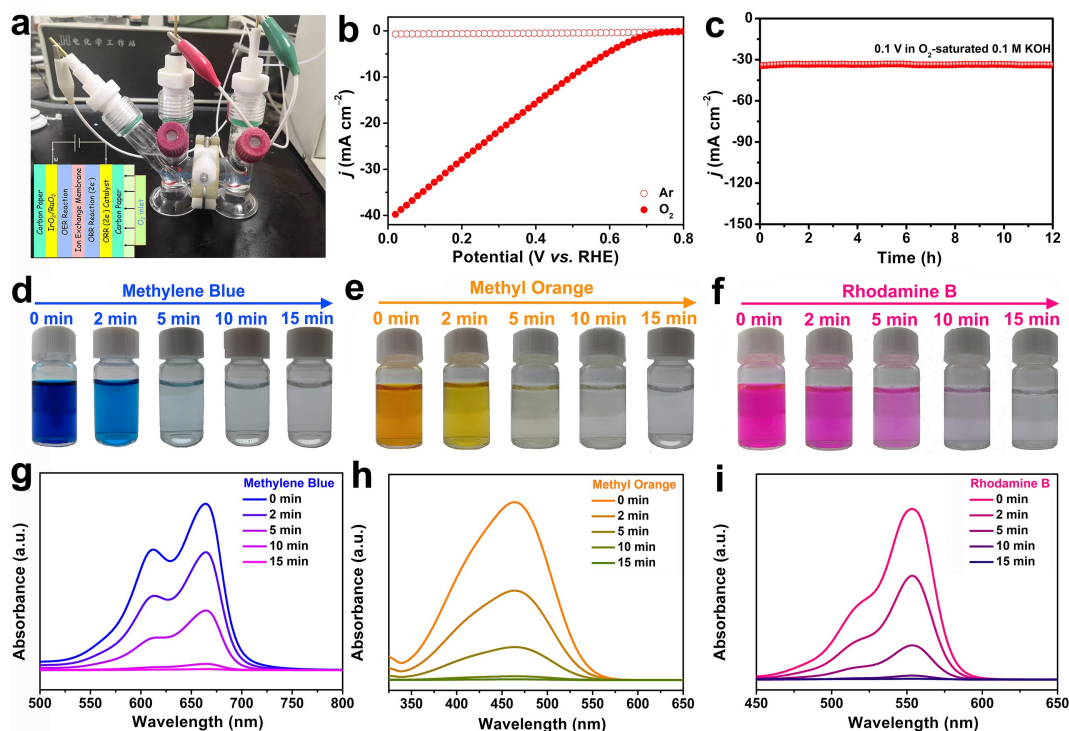 a
电化学工作站
e⁻
Carbon Paper
IrO₂/RuO₂
OER Reaction
Ion Exchange Membrane
ORR Reaction (2e⁻)
ORR (2e⁻) Catalyst
Carbon Paper
O₂ inlet
b
j (mA cm⁻²)
0
-10
-20
-30
-40
Ar
O₂
0.0 0.2 0.4 0.6 0.8
Potential (V vs. RHE)
c
j (mA cm⁻²)
0
-30
-60
-90
-120
-150
0.1 V in O₂-saturated 0.1 M KOH
0 2 4 6 8 10 12
Time (h)
d
Methylene Blue
0 min 2 min 5 min 10 min 15 min
e
Methyl Orange
0 min 2 min 5 min 10 min 15 min
f
Rhodamine B
0 min 2 min 5 min 10 min 15 min
g
Absorbance (a.u.)
Methylene Blue
0 min
2 min
5 min
10 min
15 min
500 550 600 650 700 750 800
Wavelength (nm)
h
Absorbance (a.u.)
Methyl Orange
0 min
2 min
5 min
10 min
15 min
350 400 450 500 550 600 650
Wavelength (nm)
i
Absorbance (a.u.)
Rhodamine B
0 min
2 min
5 min
10 min
15 min
450 500 550 600 650
Wavelength (nm)